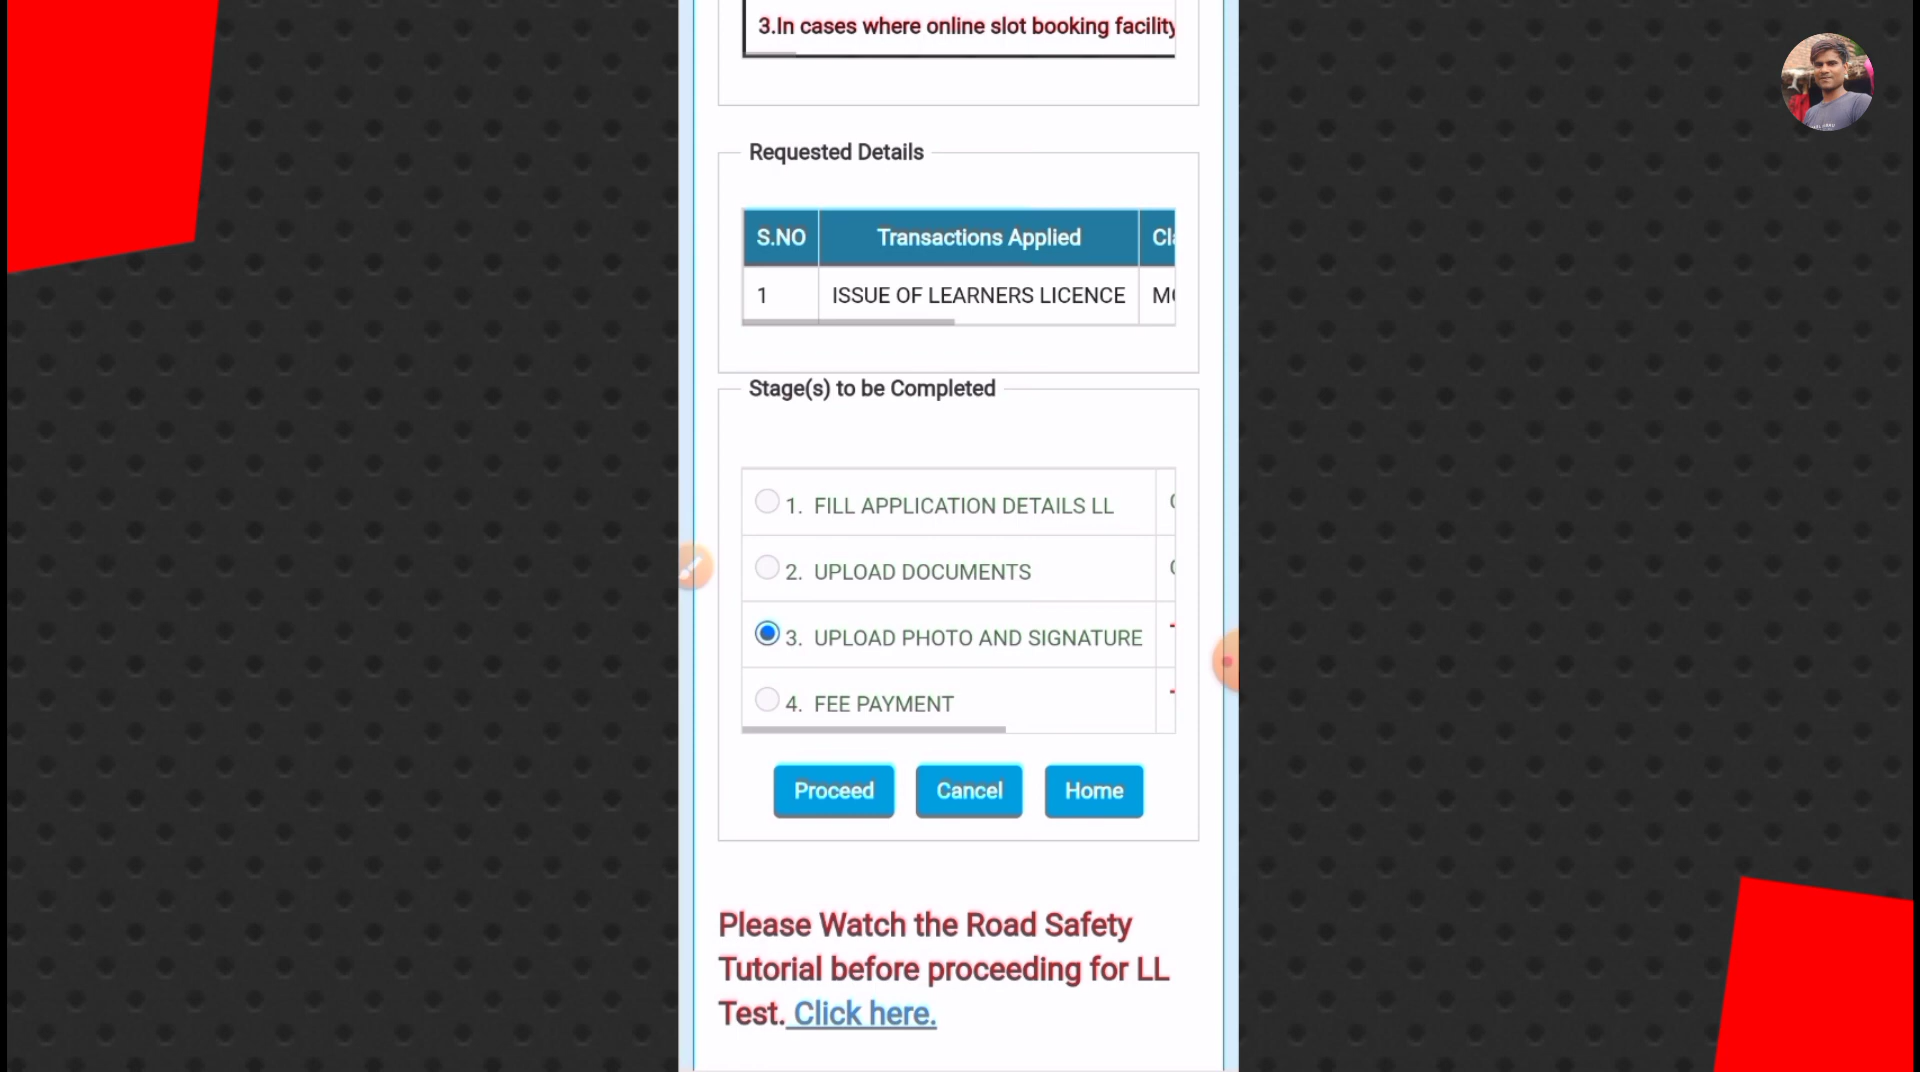 3.In cases where online slot booking facility
Requested Details
S.NO Transactions Applied
1 ISSUE OF LEARNERS LICENCE
Stage(s) to be Completed
1. FILL APPLICATION DETAILS LL
2. UPLOAD DOCUMENTS
3. UPLOAD PHOTO AND SIGNATURE
4. FEE PAYMENT
Proceed Cancel Home
Please Watch the Road Safety
Tutorial before proceeding for LL
Test. Click here.